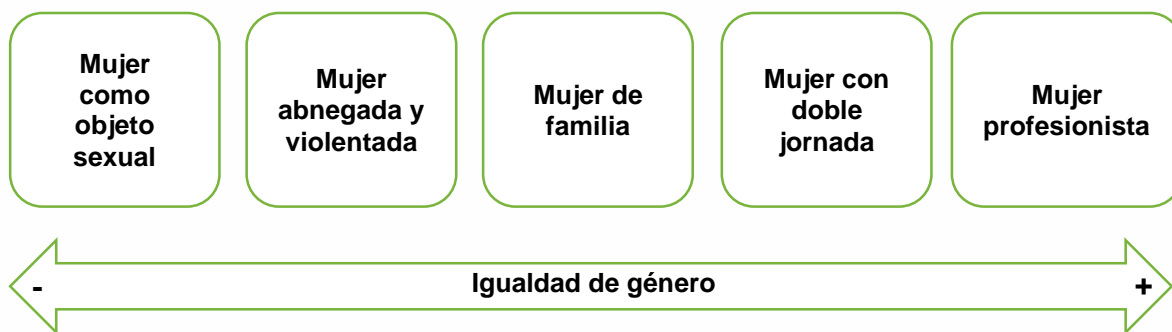 Mujer
como
objeto
sexual
Mujer
abnegada y
violentada
Mujer de
familia
Mujer con
doble
jornada
Mujer
profesionista
- Igualdad de género +